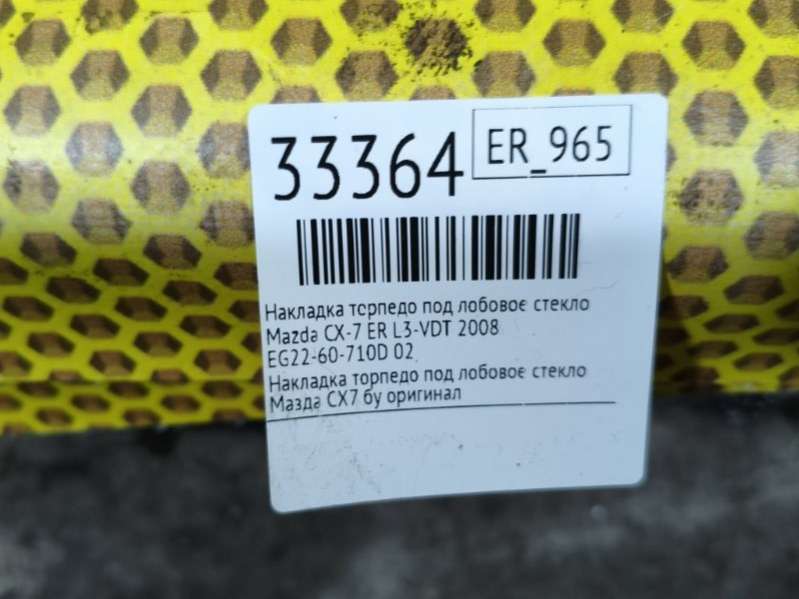 33364 ER_965
Накладка торпедо под лобовое стекло
Mazda CX-7 ER L3-VDT 2008
EG22-60-710D 02
Накладка торпедо под лобовое стекло
Мазда СХ7 бу оригинал